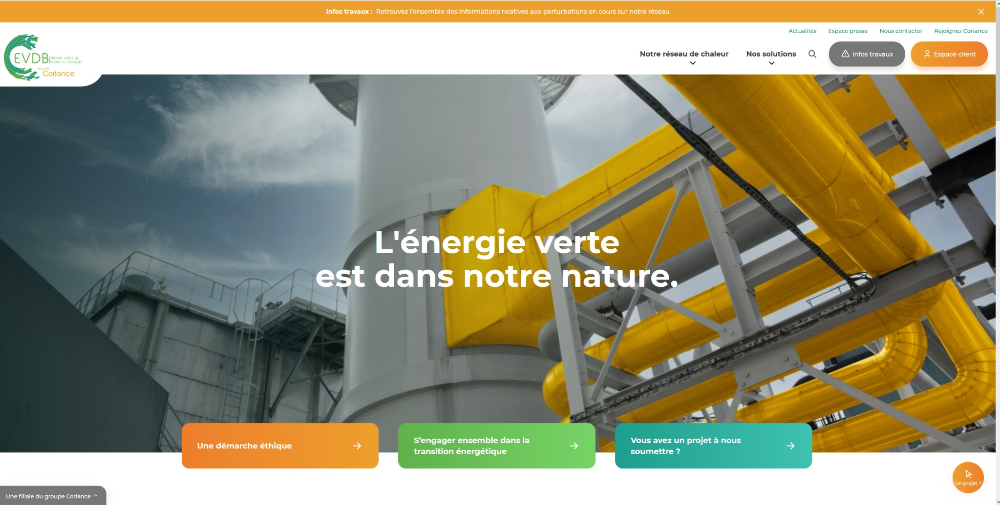 Infos travaux : Retrouvez l'ensemble des informations relatives aux perturbations en cours sur notre réseau
Actualités Espace presse Nous contacter Rejoignez Coriance
EVDB ENERGIE VERTE DE
DUGNY LE BOURGET
groupe
Coriance
Notre réseau de chaleur Nos solutions Infos travaux Espace client
L'énergie verte
est dans notre nature.
Une démarche éthique
S'engager ensemble dans la
transition énergétique
Vous avez un projet à nous
soumettre ?
Un projet ?
Une filiale du groupe Coriance